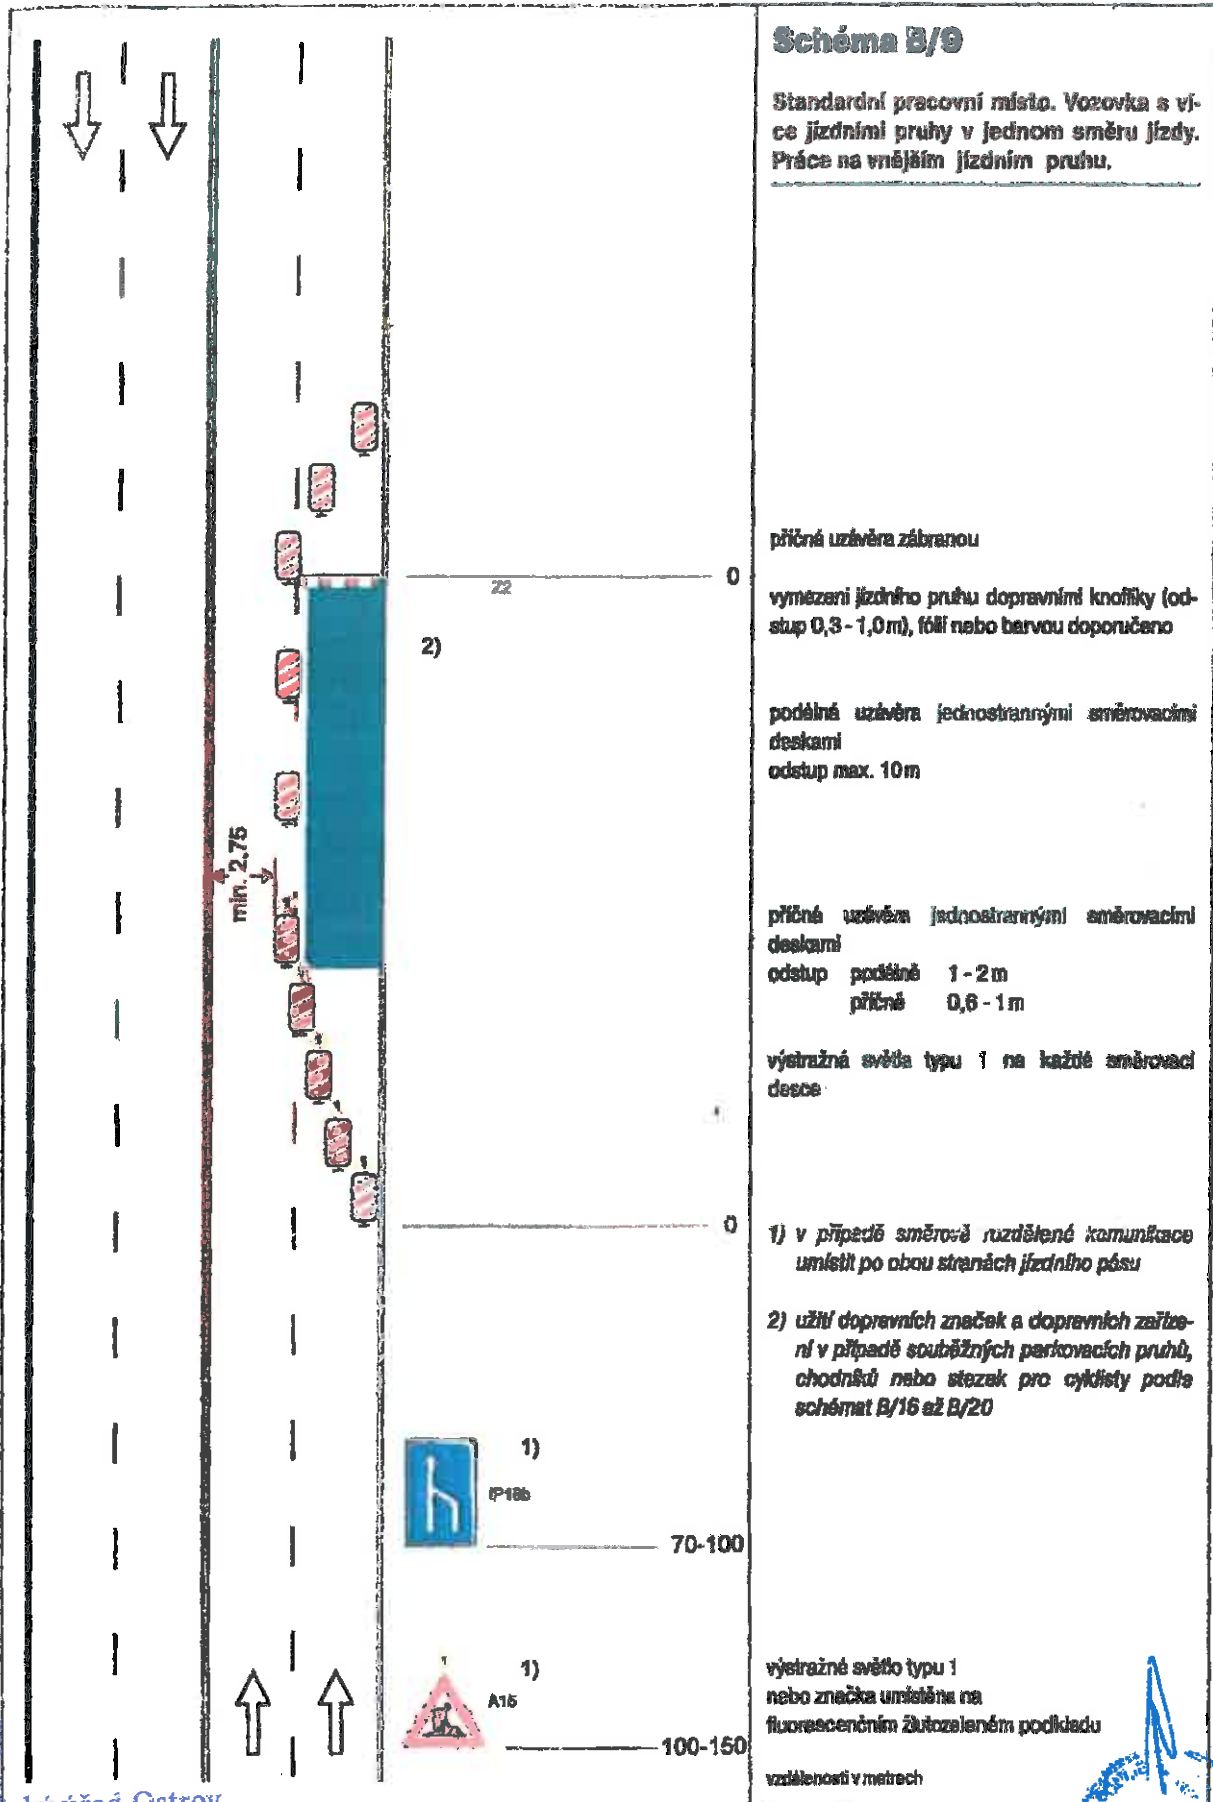 Schéma B/9
Standardní pracovní místo. Vozovka s ví-
ce jízdními pruhy v jednom směru jízdy.
Práce na vnějším jízdním pruhu.
příčná uzávěra zábranou
Z2
0
vymezení jízdního pruhu dopravními knoflíky (od-
stup 0,3 - 1,0 m), fólií nebo barvou doporučeno
2)
podélná uzávěra jednostrannými směrovacími
deskami
odstup max. 10 m
min. 2.75
příčná uzávěra jednostrannými směrovacími
deskami
odstup podélně 1 - 2 m
příčně 0,6 - 1 m
výstražná světla typu 1 na každé směrovací
desce
0
1) v případě směrově rozdělené komunikace
umístit po obou stranách jízdního pásu
2) užití dopravních značek a dopravních zaříze-
ní v případě souběžných parkovacích pruhů,
chodníků nebo stezek pro cyklisty podle
schémat B/16 až B/20
1)
IP18b
70-100
1)
A15
100-150
výstražné světlo typu 1
nebo značka umístěna na
fluorescenčním žlutozeleném podkladu
vzdálenosti v metrech
Ostrov